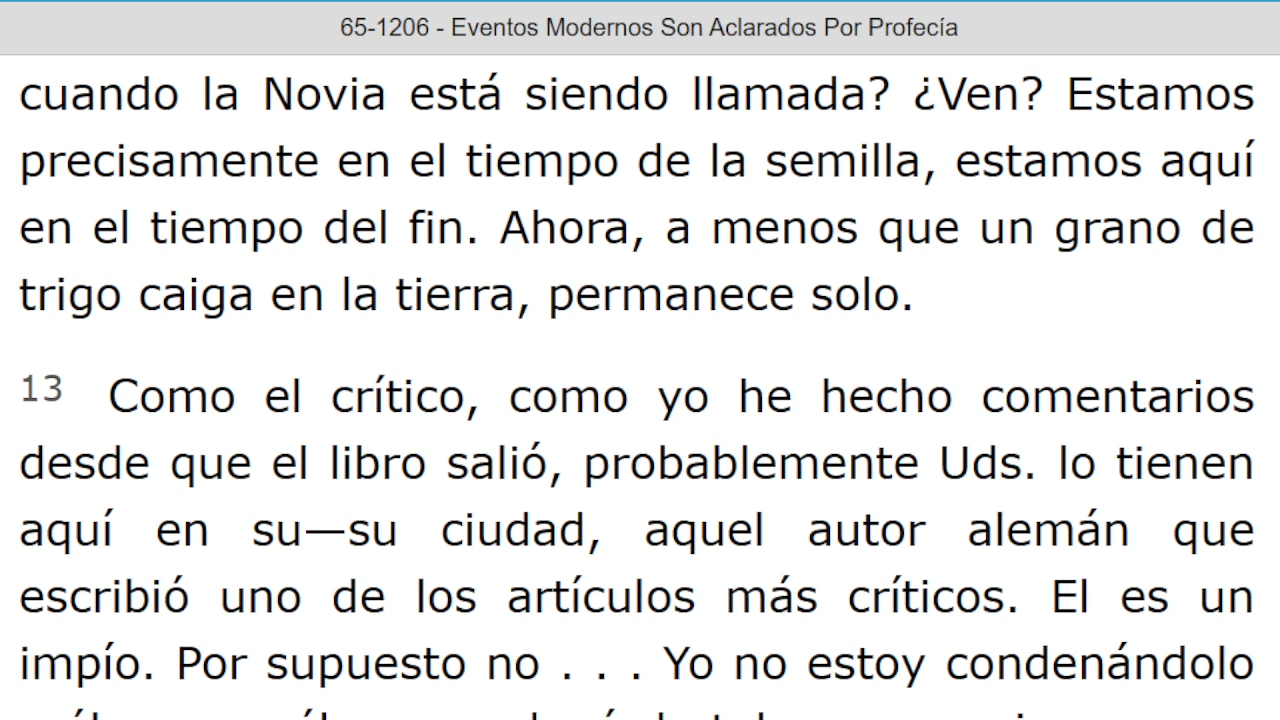 65-1206 - Eventos Modernos Son Aclarados Por Profecía
cuando la Novia está siendo llamada? ¿Ven? Estamos
precisamente en el tiempo de la semilla, estamos aquí
en el tiempo del fin. Ahora, a menos que un grano de
trigo caiga en la tierra, permanece solo.
13 Como el crítico, como yo he hecho comentarios
desde que el libro salió, probablemente Uds. lo tienen
aquí en su—su ciudad, aquel autor alemán que
escribió uno de los artículos más críticos. El es un
impío. Por supuesto no . . . Yo no estoy condenándolo